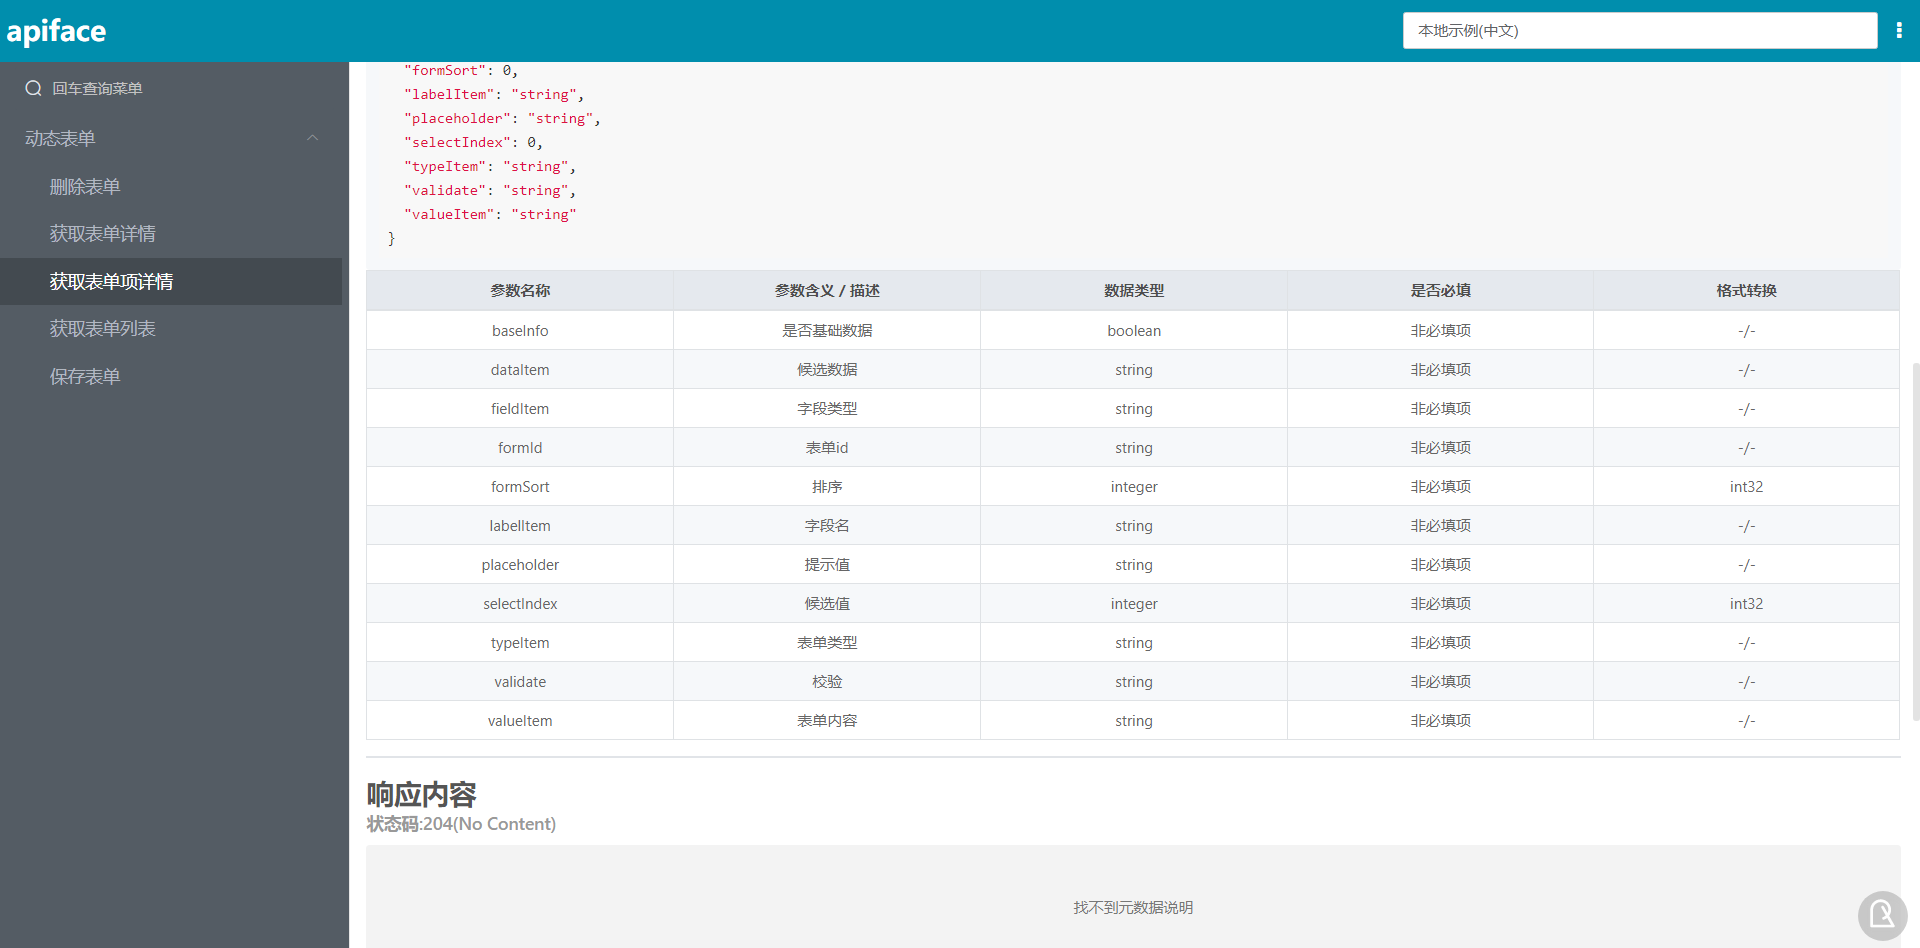 apiface
本地示例(中文)
回车查询菜单
动态表单
删除表单
获取表单详情
获取表单项详情
获取表单列表
保存表单
"formSort": 0,
"labelItem": "string",
"placeholder": "string",
"selectIndex": 0,
"typeItem": "string",
"validate": "string",
"valueItem": "string"
}
参数名称 参数含义 / 描述 数据类型 是否必填 格式转换
baseInfo 是否基础数据 boolean 非必填项 -/-
dataItem 候选数据 string 非必填项 -/-
fieldItem 字段类型 string 非必填项 -/-
formId 表单id string 非必填项 -/-
formSort 排序 integer 非必填项 int32
labelItem 字段名 string 非必填项 -/-
placeholder 提示值 string 非必填项 -/-
selectIndex 候选值 integer 非必填项 int32
typeItem 表单类型 string 非必填项 -/-
validate 校验 string 非必填项 -/-
valueItem 表单内容 string 非必填项 -/-
响应内容
状态码:204(No Content)
找不到元数据说明